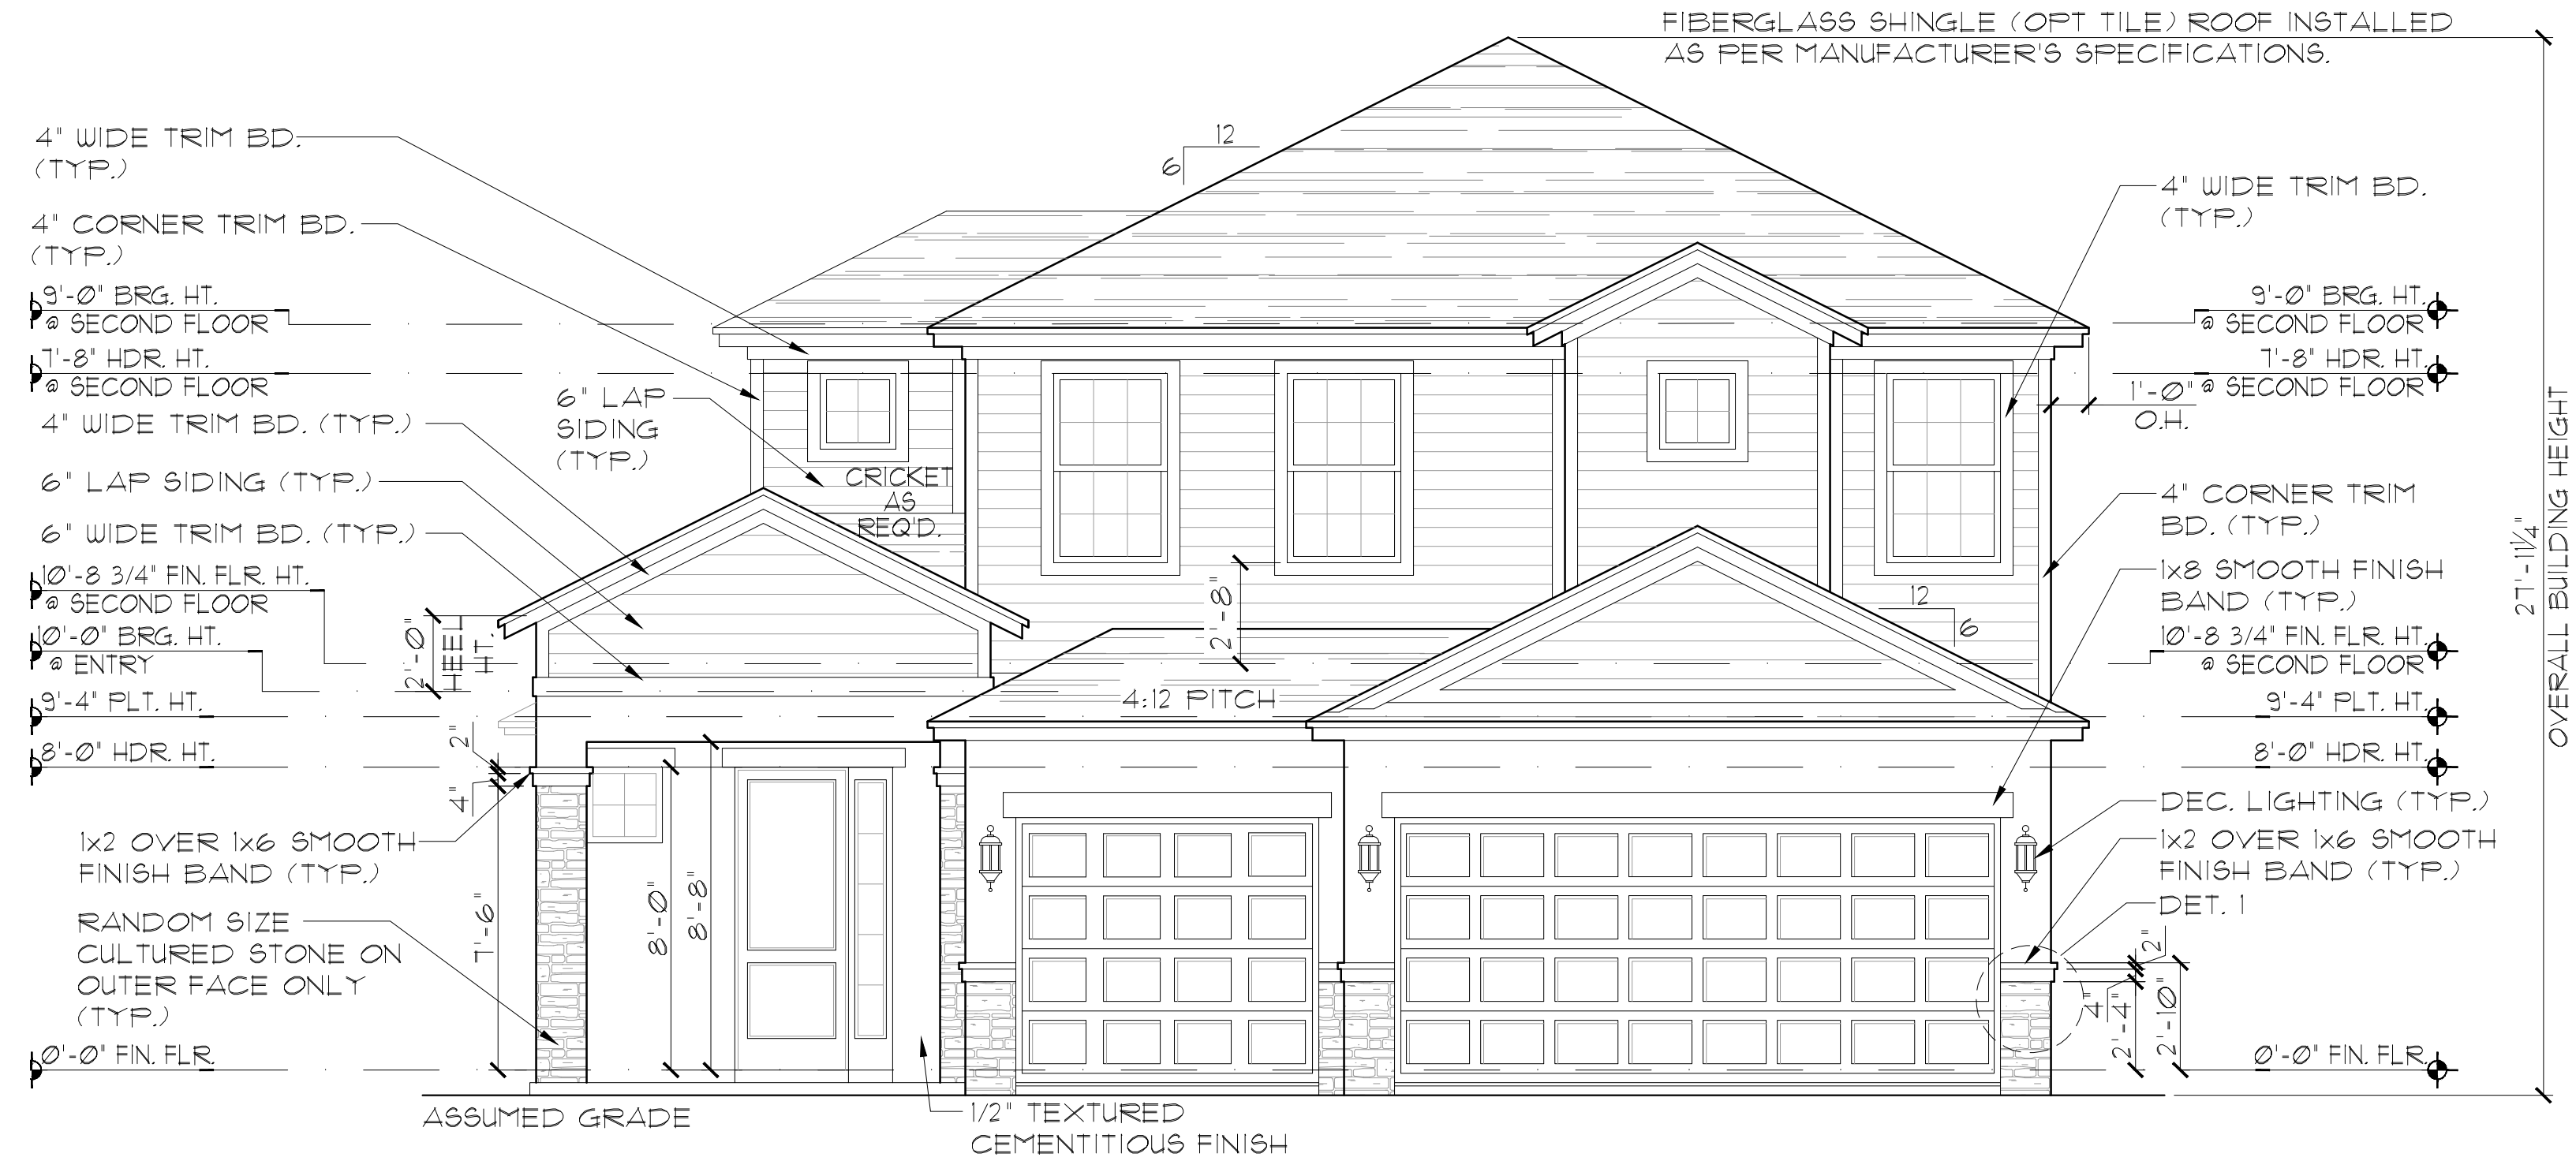 FIBERGLASS SHINGLE (OPT TILE) ROOF INSTALLED
AS PER MANUFACTURER'S SPECIFICATIONS.
4" WIDE TRIM BD.
(TYP.)
4" CORNER TRIM BD.
(TYP.)
9'-0" BRG. HT.
@ SECOND FLOOR
7'-8" HDR. HT.
@ SECOND FLOOR
4" WIDE TRIM BD. (TYP.)
6" LAP SIDING (TYP.)
6" WIDE TRIM BD. (TYP.)
10'-8 3/4" FIN. FLR. HT.
@ SECOND FLOOR
10'-0" BRG. HT.
@ ENTRY
9'-4" PLT. HT.
8'-0" HDR. HT.
1x2 OVER 1x6 SMOOTH
FINISH BAND (TYP.)
RANDOM SIZE
CULTURED STONE ON
OUTER FACE ONLY
(TYP.)
0'-0" FIN. FLR.
ASSUMED GRADE
2'-0"
HEEL
HT.
2"
4"
7'-6"
8'-0"
8'-8"
6" LAP
SIDING
(TYP.)
CRICKET
AS
REQ'D.
12
6
2'-8"
4:12 PITCH
12
6
1/2" TEXTURED
CEMENTITIOUS FINISH
4" WIDE TRIM BD.
(TYP.)
9'-0" BRG. HT.
@ SECOND FLOOR
7'-8" HDR. HT.
@ SECOND FLOOR
1'-0"
O.H.
4" CORNER TRIM
BD. (TYP.)
1x8 SMOOTH FINISH
BAND (TYP.)
10'-8 3/4" FIN. FLR. HT.
@ SECOND FLOOR
9'-4" PLT. HT.
8'-0" HDR. HT.
DEC. LIGHTING (TYP.)
1x2 OVER 1x6 SMOOTH
FINISH BAND (TYP.)
DET. 1
2"
4"
2'-4"
2'-10"
0'-0" FIN. FLR.
27'-11 1/4"
OVERALL BUILDING HEIGHT